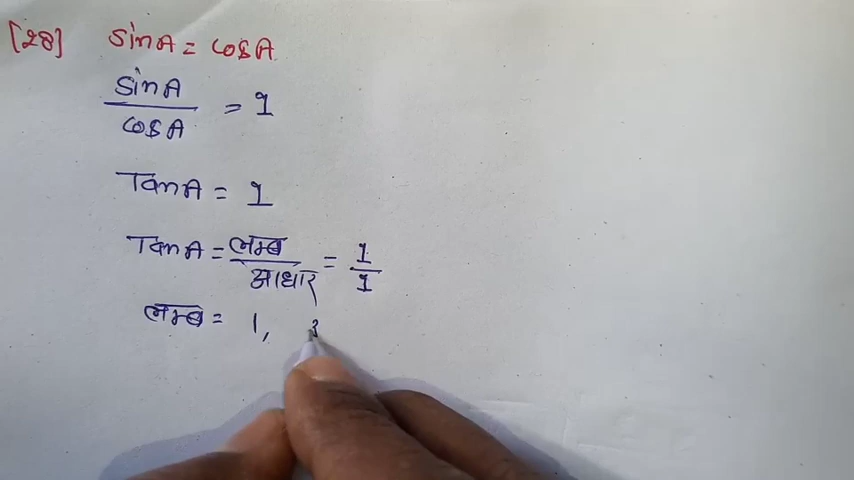 [28] sinA = cosA
sinA / cosA = 1
TanA = 1
TanA = लम्ब / आधार = 1/1
लम्ब = 1,